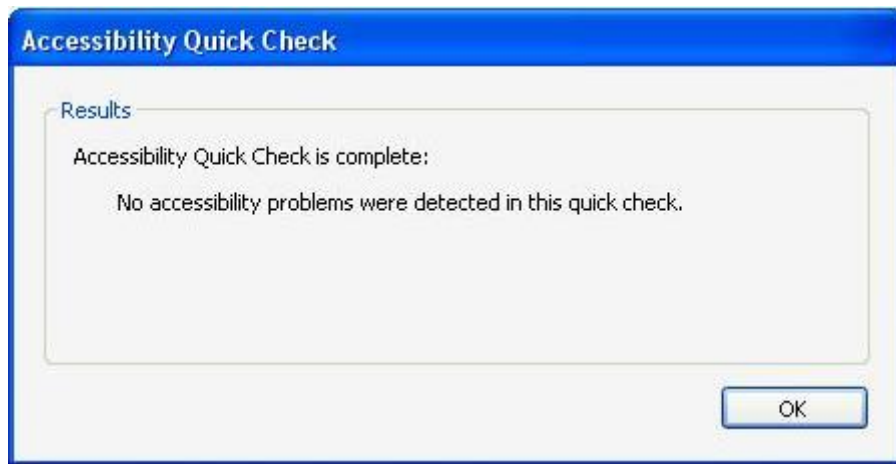 Accessibility Quick Check
Results
Accessibility Quick Check is complete:
No accessibility problems were detected in this quick check.
OK